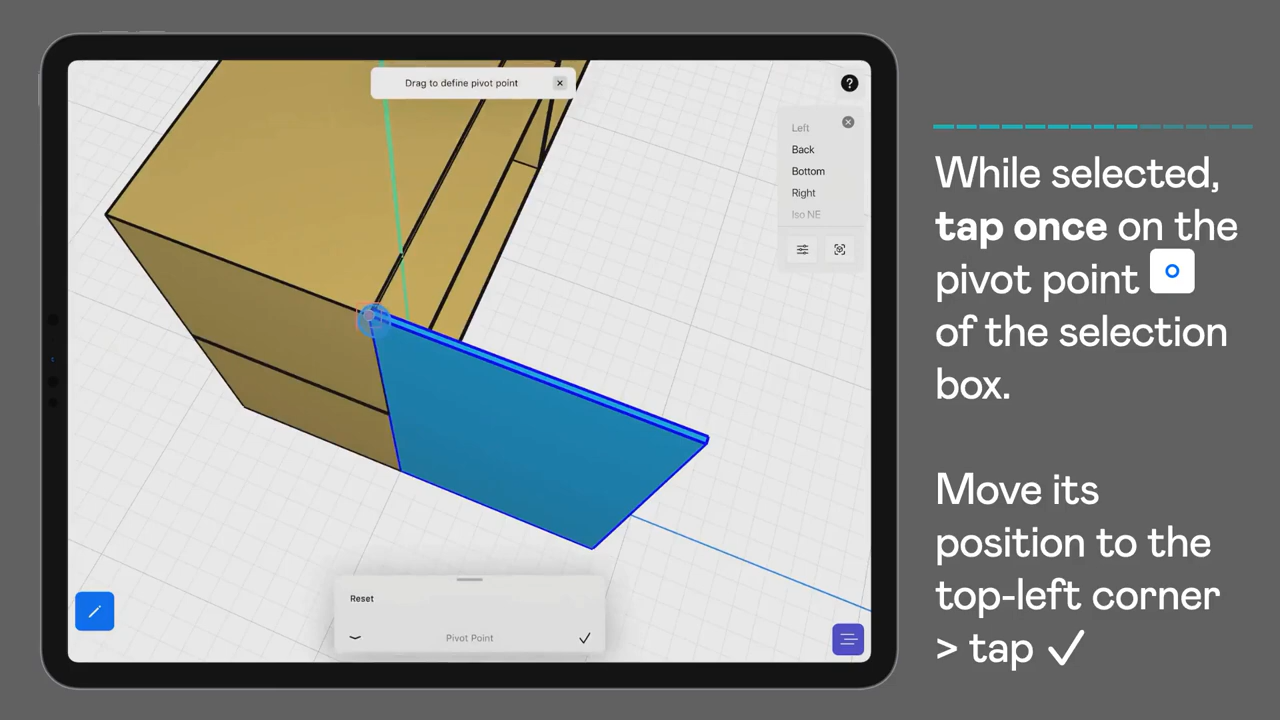 Drag to define pivot point
Left
Back
Bottom
Right
Iso NE
Reset
Pivot Point
While selected,
tap once on the
pivot point
of the selection
box.
Move its
position to the
top-left corner
> tap ✓